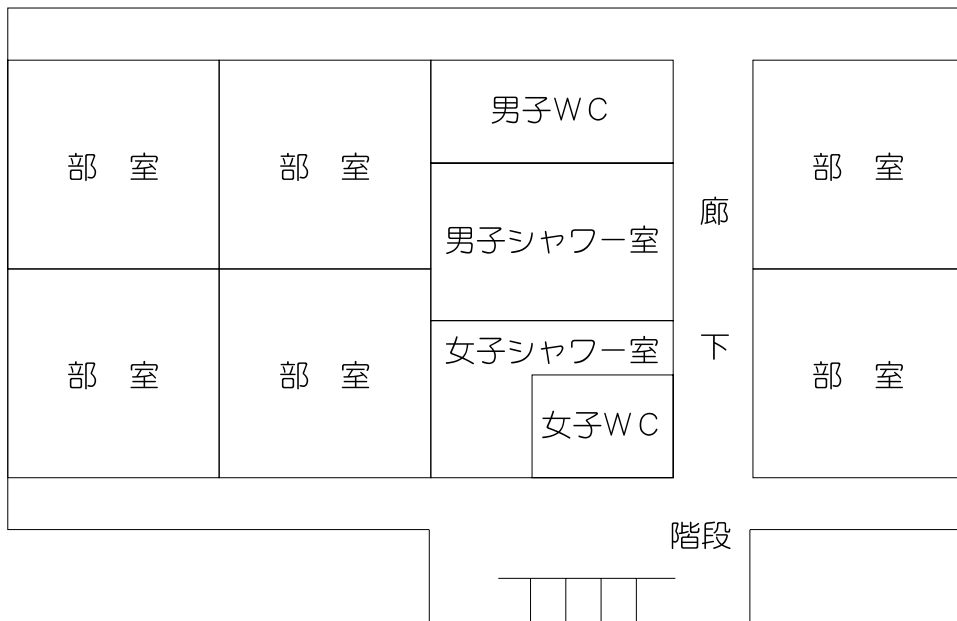 男子ＷＣ
部　室
部　室
部　室
廊
男子シャワー室
下
女子シャワー室
部　室
部　室
部　室
女子ＷＣ
階段